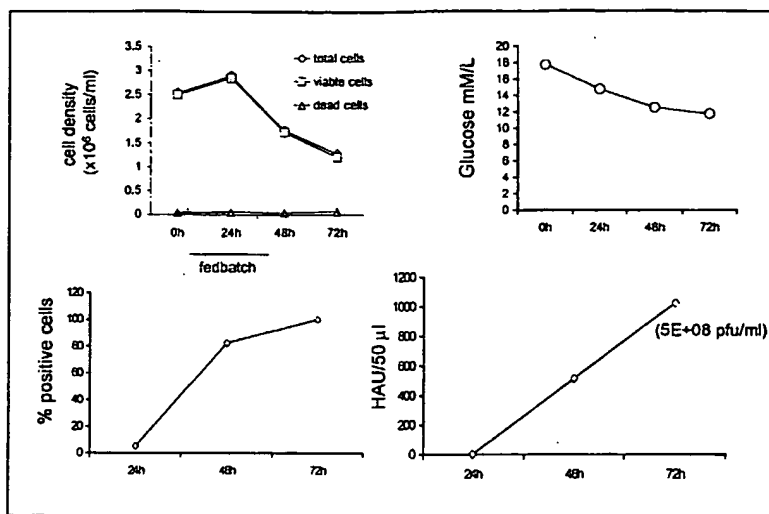 cell density
(x10⁶ cells/ml)
3.5
3
2.5
2
1.5
1
0.5
0
total cells
viable cells
dead cells
0h
24h
48h
72h
fedbatch
Glucose mM/L
20
18
16
14
12
10
8
6
4
2
0
0h
24h
48h
72h
% positive cells
120
100
80
60
40
20
0
24h
48h
72h
HAU/50 µl
1200
1000
800
600
400
200
0
(5E+08 pfu/ml)
24h
48h
72h